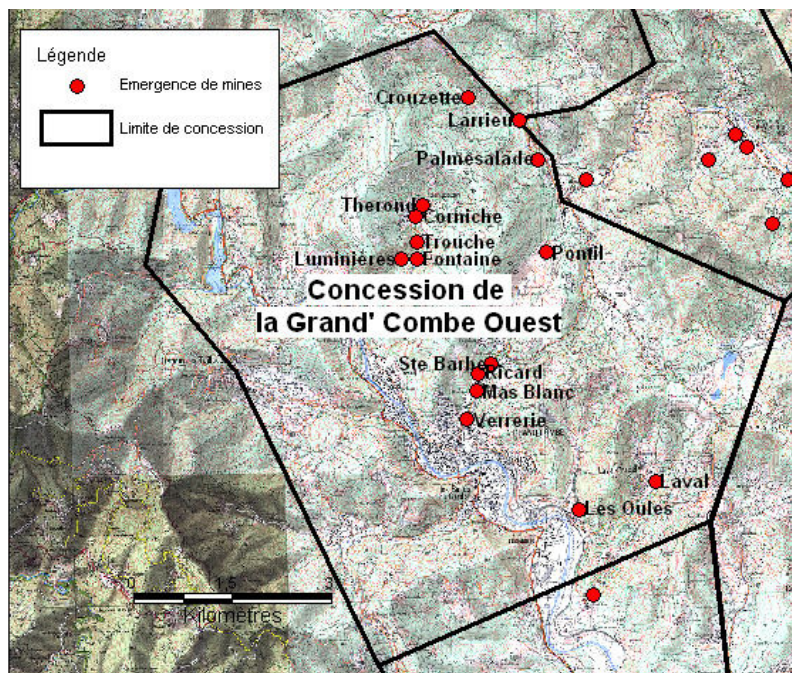 Légende
Emergence de mines
Limite de concession
Crouzette
Larrieu
Palmesalade
Therond
Corniche
Trouche
Luminières
Fontaine
Pontil
Concession de
la Grand' Combe Ouest
Ste Barbe
Ricard
Mas Blanc
Verrerie
Laval
Les Oules
0 1,5 3
Kilomètres